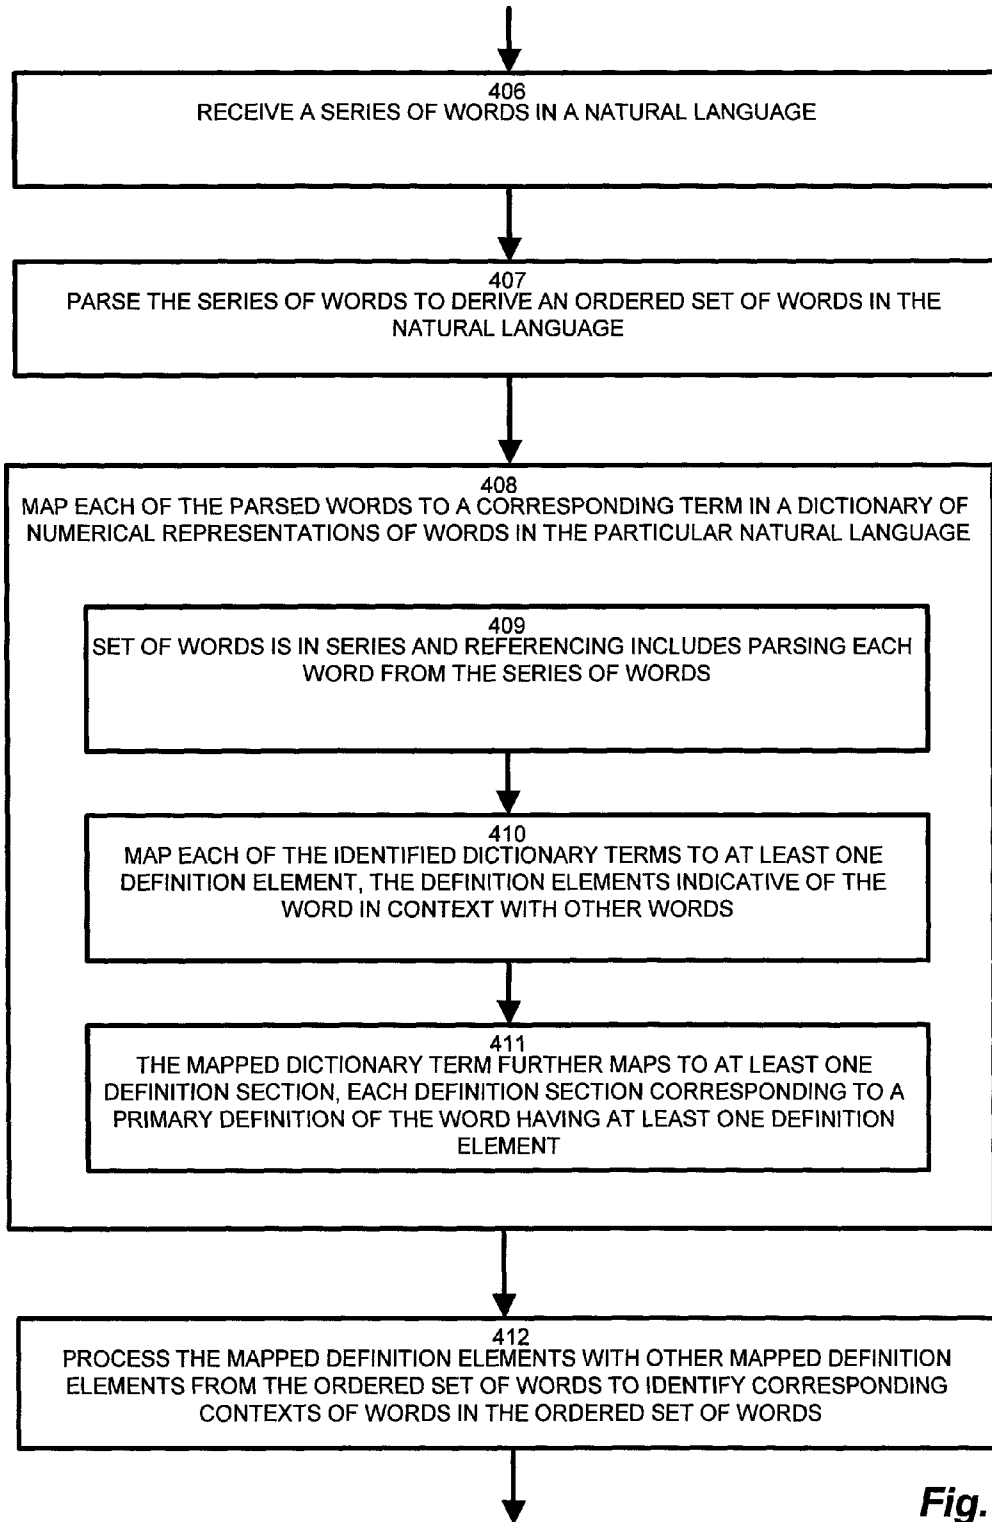 406
RECEIVE A SERIES OF WORDS IN A NATURAL LANGUAGE
407
PARSE THE SERIES OF WORDS TO DERIVE AN ORDERED SET OF WORDS IN THE
NATURAL LANGUAGE
408
MAP EACH OF THE PARSED WORDS TO A CORRESPONDING TERM IN A DICTIONARY OF
NUMERICAL REPRESENTATIONS OF WORDS IN THE PARTICULAR NATURAL LANGUAGE
409
SET OF WORDS IS IN SERIES AND REFERENCING INCLUDES PARSING EACH
WORD FROM THE SERIES OF WORDS
410
MAP EACH OF THE IDENTIFIED DICTIONARY TERMS TO AT LEAST ONE
DEFINITION ELEMENT, THE DEFINITION ELEMENTS INDICATIVE OF THE
WORD IN CONTEXT WITH OTHER WORDS
411
THE MAPPED DICTIONARY TERM FURTHER MAPS TO AT LEAST ONE
DEFINITION SECTION, EACH DEFINITION SECTION CORRESPONDING TO A
PRIMARY DEFINITION OF THE WORD HAVING AT LEAST ONE DEFINITION
ELEMENT
412
PROCESS THE MAPPED DEFINITION ELEMENTS WITH OTHER MAPPED DEFINITION
ELEMENTS FROM THE ORDERED SET OF WORDS TO IDENTIFY CORRESPONDING
CONTEXTS OF WORDS IN THE ORDERED SET OF WORDS
Fig.